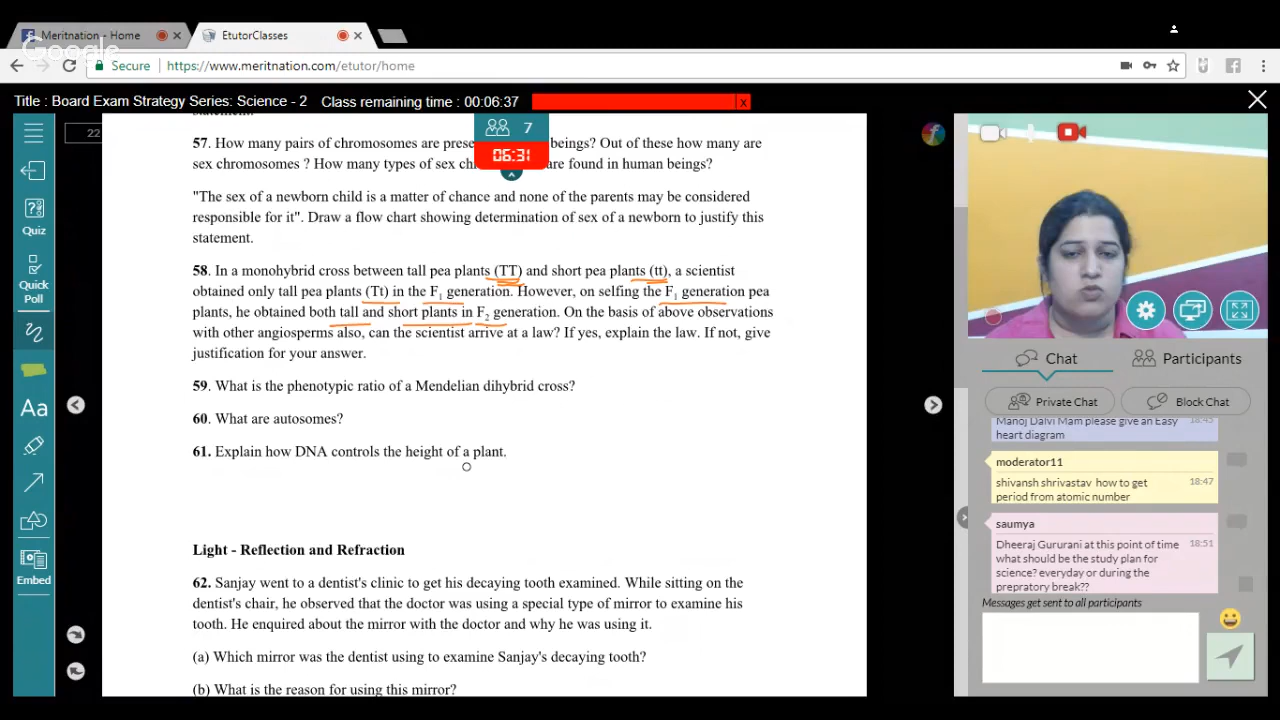 Meritnation - Home
EtutorClasses
Google
Secure https://www.meritnation.com/etutor/home
Title : Board Exam Strategy Series: Science - 2 Class remaining time : 00:06:37 x
statement.
22
7
06:31
57. How many pairs of chromosomes are prese beings? Out of these how many are
sex chromosomes ? How many types of sex ch are found in human beings?
"The sex of a newborn child is a matter of chance and none of the parents may be considered
responsible for it". Draw a flow chart showing determination of sex of a newborn to justify this
statement.
58. In a monohybrid cross between tall pea plants (TT) and short pea plants (tt), a scientist
obtained only tall pea plants (Tt) in the F1 generation. However, on selfing the F1 generation pea
plants, he obtained both tall and short plants in F2 generation. On the basis of above observations
with other angiosperms also, can the scientist arrive at a law? If yes, explain the law. If not, give
justification for your answer.
59. What is the phenotypic ratio of a Mendelian dihybrid cross?
60. What are autosomes?
61. Explain how DNA controls the height of a plant.
Light - Reflection and Refraction
62. Sanjay went to a dentist's clinic to get his decaying tooth examined. While sitting on the
dentist's chair, he observed that the doctor was using a special type of mirror to examine his
tooth. He enquired about the mirror with the doctor and why he was using it.
(a) Which mirror was the dentist using to examine Sanjay's decaying tooth?
(b) What is the reason for using this mirror?
Quiz
Quick
Poll
Aa
Embed
Chat
Participants
Private Chat
Block Chat
Manoj Dalvi Mam please give an Easy 18:45
heart diagram
moderator11
shivansh shrivastav how to get 18:47
period from atomic number
saumya
Dheeraj Gururani at this point of time 18:51
what should be the study plan for
science? everyday or during the
prepratory break??
Messages get sent to all participants